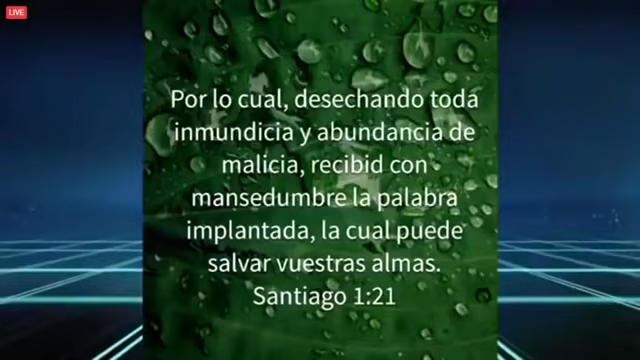 LIVE
Por lo cual, desechando toda
inmundicia y abundancia de
malicia, recibid con
mansedumbre la palabra
implantada, la cual puede
salvar vuestras almas.
Santiago 1:21